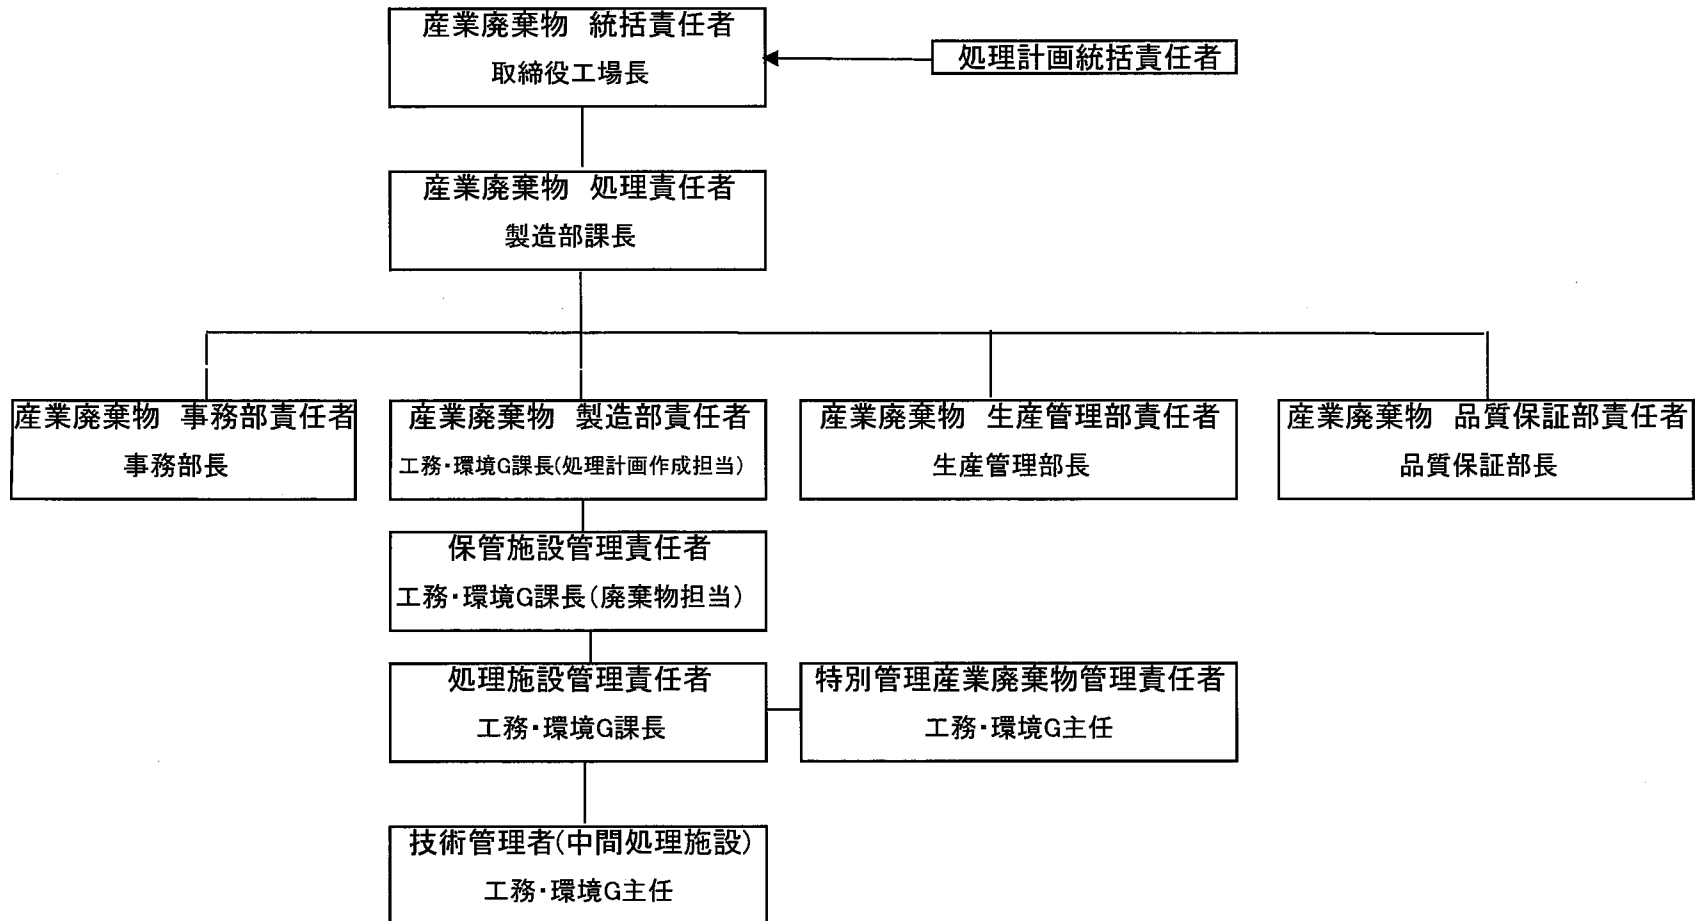 産業廃棄物　統括責任者
取締役工場長
処理計画統括責任者
産業廃棄物　処理責任者
製造部課長
産業廃棄物　事務部責任者
事務部長
産業廃棄物　製造部責任者
工務・環境G課長(処理計画作成担当)
産業廃棄物　生産管理部責任者
生産管理部長
産業廃棄物　品質保証部責任者
品質保証部長
保管施設管理責任者
工務・環境G課長(廃棄物担当)
処理施設管理責任者
工務・環境G課長
特別管理産業廃棄物管理責任者
工務・環境G主任
技術管理者(中間処理施設)
工務・環境G主任